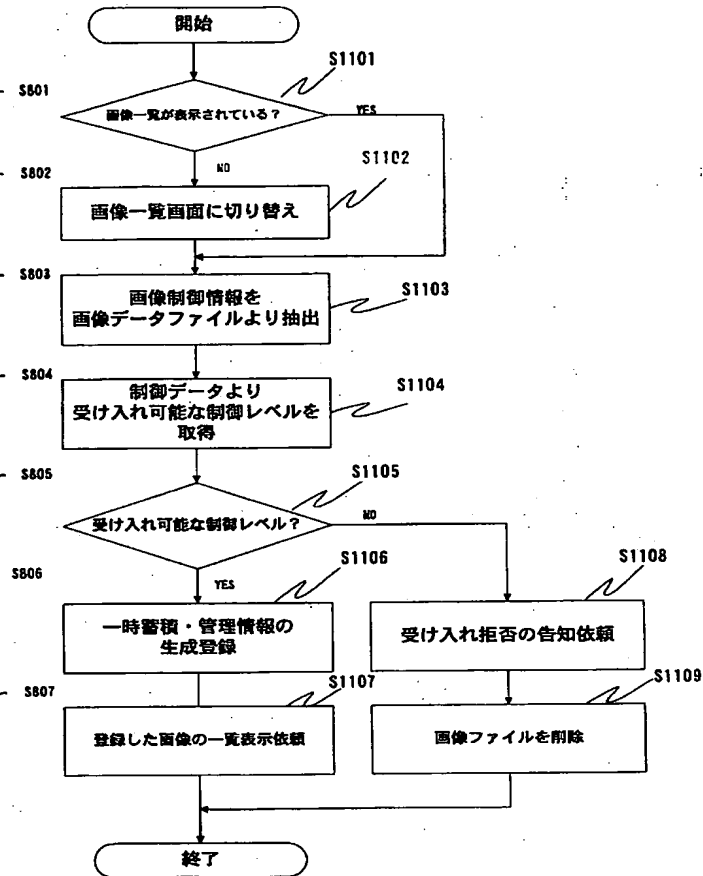 開始
S1101
S801
画像一覧が表示されている？
YES
NO
S1102
S802
画像一覧画面に切り替え
S803
画像制御情報を
画像データファイルより抽出
S1103
S804
制御データより
受け入れ可能な制御レベルを
取得
S1104
S805
S1105
受け入れ可能な制御レベル？
NO
YES
S806
S1106
一時蓄積・管理情報の
生成登録
S1108
受け入れ拒否の告知依頼
S807
S1107
登録した画像の一覧表示依頼
S1109
画像ファイルを削除
終了